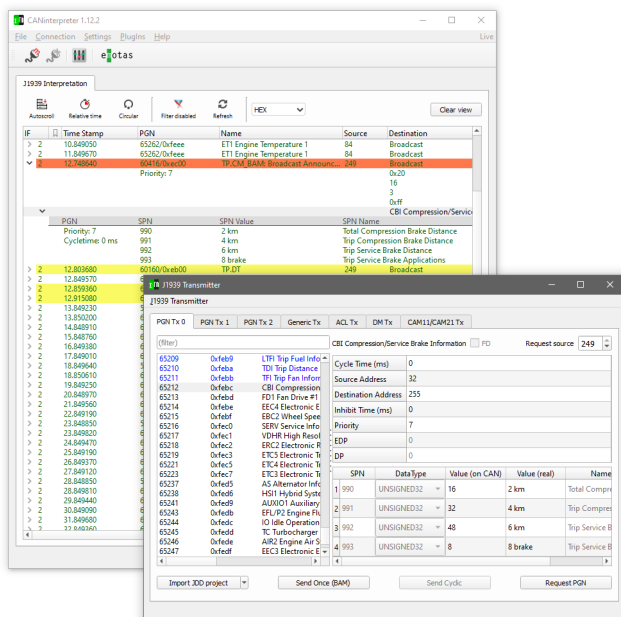 CANinterpreter 1.12.2
File Connection Settings PlugIns Help Live
e:otas
J1939 Interpretation
Autoscroll Relative time Circular Filter disabled Refresh HEX Clear view
IF Time Stamp PGN Name Source Destination
2 10.849050 65262/0xfeee ET1 Engine Temperature 1 84 Broadcast
2 11.849670 65262/0xfeee ET1 Engine Temperature 1 84 Broadcast
2 12.748640 60416/0xec00 TP.CM_BAM: Broadcast Announc... 249 Broadcast
Priority: 7 0x20
16
3
0xff
CBI Compression/Service
PGN SPN SPN Value SPN Name
Priority: 7 990 2 km Total Compression Brake Distance
Cycletime: 0 ms 991 4 km Trip Compression Brake Distance
992 6 km Trip Service Brake Distance
993 8 brake Trip Service Brake Applications
2 12.803680 60160/0xeb00 TP.DT 249 Broadcast
2 12.849570
2 12.859360
2 12.915080
2 13.849230
2 13.850200
2 14.848910
2 15.848760
2 16.849380
2 17.849010
2 18.849640
2 18.850610
2 19.849250
2 20.848970
2 21.849560
2 22.849190
2 23.848850
2 23.849820
2 24.849470
2 25.849190
2 26.849370
2 27.849120
2 28.848850
2 28.849810
2 29.849440
2 30.849090
2 31.849680
2 32.849360
J1939 Transmitter
J1939 Transmitter
PGN Tx 0 PGN Tx 1 PGN Tx 2 Generic Tx ACL Tx DM Tx CAM11/CAM21 Tx
(filter) CBI Compression/Service Brake Information FD Request source 249
65209 0xfeb9 LTFI Trip Fuel Info
65210 0xfeba TDI Trip Distance
65211 0xfebb TFI Trip Fan Inform
65212 0xfebc CBI Compression
65213 0xfebd FD1 Fan Drive #1
65214 0xfebe EEC4 Electronic E
65215 0xfebf EBC2 Wheel Spee
65216 0xfec0 SERV Service Info
65217 0xfec1 VDHR High Resol
65218 0xfec2 ERC2 Electronic R
65219 0xfec3 ETC5 Electronic T
65221 0xfec5 ETC4 Electronic T
65223 0xfec7 ETC3 Electronic T
65237 0xfed5 AS Alternator Info
65238 0xfed6 HSI1 Hybrid Syste
65241 0xfed9 AUXIO1 Auxiliary
65243 0xfedb EFL/P2 Engine Flu
65244 0xfedc IO Idle Operation
65245 0xfedd TC Turbocharger
65246 0xfede AIR2 Engine Air S
65247 0xfedf EEC3 Electronic E
Cycle Time (ms) 0
Source Address 32
Destination Address 255
Inhibit Time (ms) 0
Priority 7
EDP 0
DP 0
SPN DataType Value (on CAN) Value (real) Name
1 990 UNSIGNED32 16 2 km Total Compre
2 991 UNSIGNED32 32 4 km Trip Compres
3 992 UNSIGNED32 48 6 km Trip Service B
4 993 UNSIGNED32 8 8 brake Trip Service B
Import JDD project Send Once (BAM) Send Cyclic Request PGN